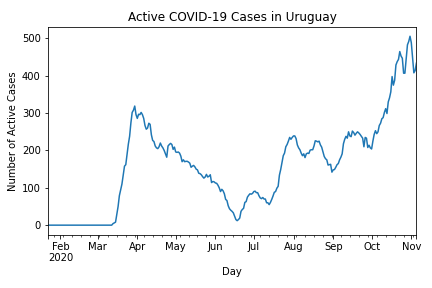 Active COVID-19 Cases in Uruguay
Number of Active Cases
500
400
300
200
100
0
Feb Mar Apr May Jun Jul Aug Sep Oct Nov
2020
Day